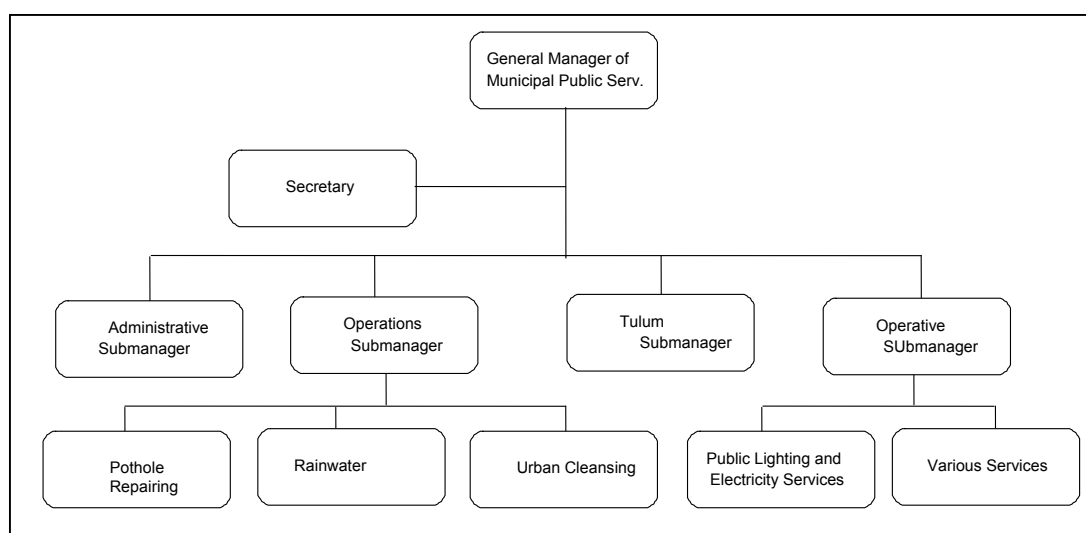 General Manager of
Municipal Public Serv.
Secretary
Administrative
Submanager
Operations
Submanager
Tulum
Submanager
Operative
SUbmanager
Pothole
Repairing
Rainwater
Urban Cleansing
Public Lighting and
Electricity Services
Various Services